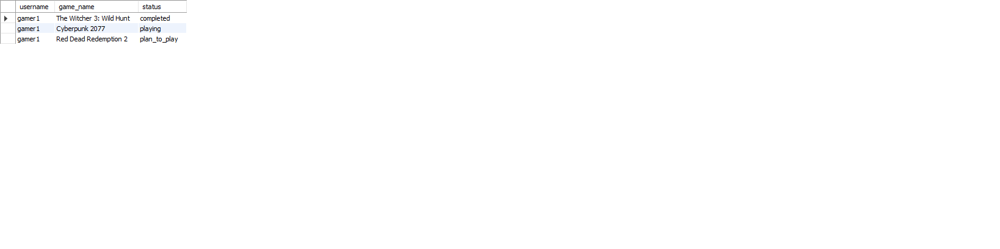 username game_name status
gamer1 The Witcher 3: Wild Hunt completed
gamer1 Cyberpunk 2077 playing
gamer1 Red Dead Redemption 2 plan_to_play